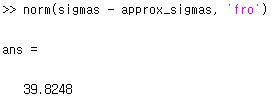 >> norm(sigmas - approx_sigmas, 'fro')
ans =
39.8248